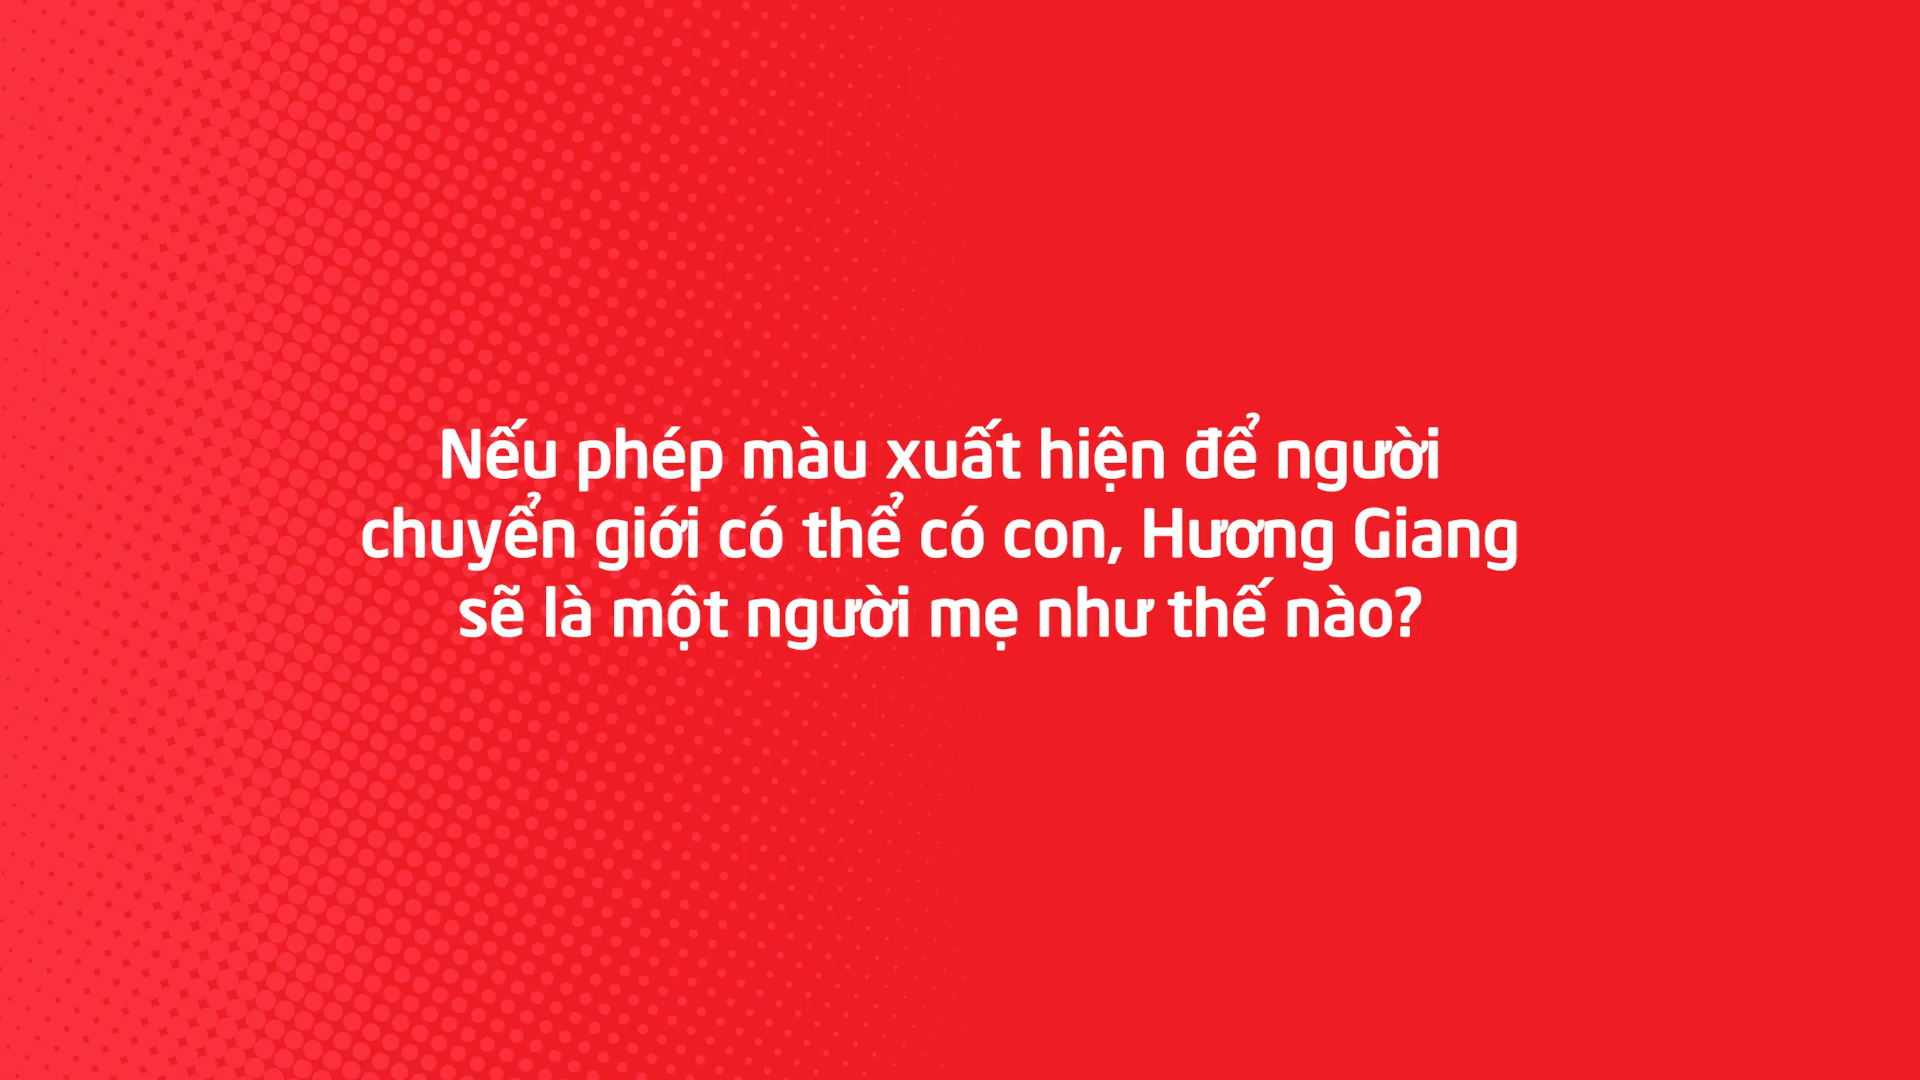 Nếu phép màu xuất hiện để người
chuyển giới có thể có con, Hương Giang
sẽ là một người mẹ như thế nào?